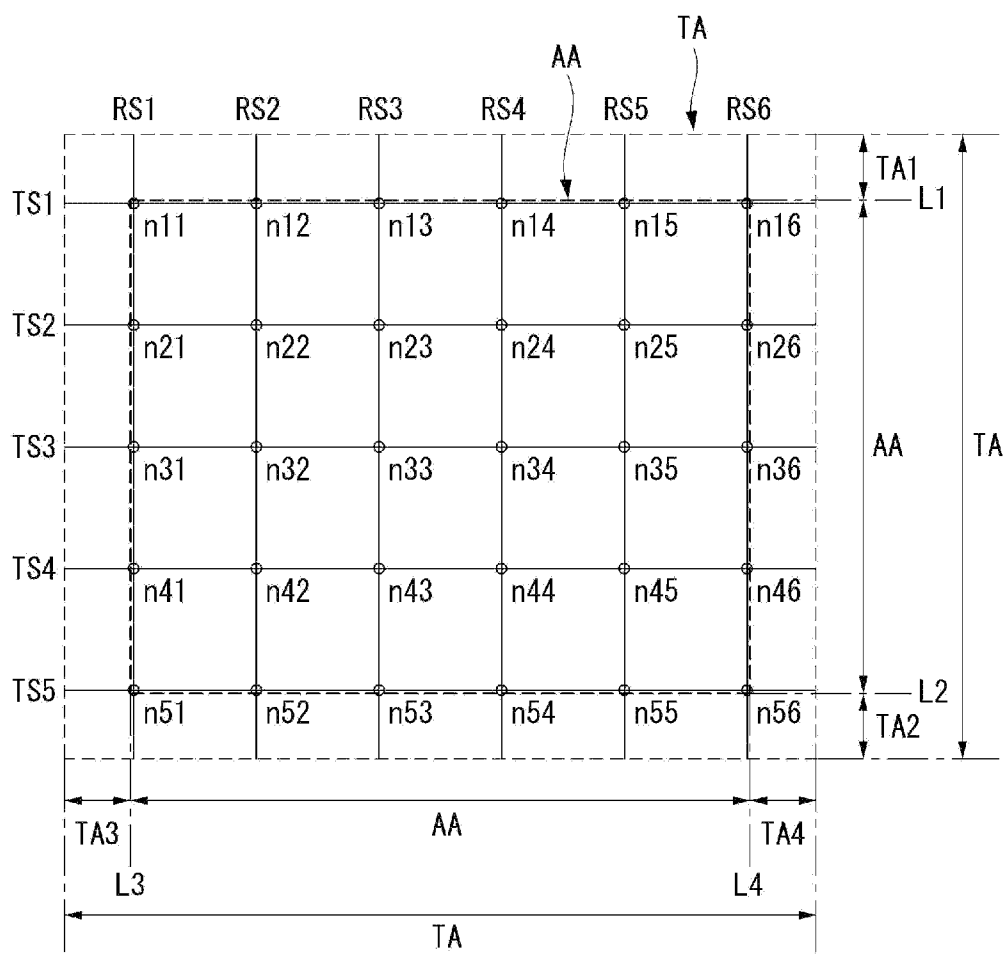 TA
AA
RS1 RS2 RS3 RS4 RS5 RS6
TA1
TS1 L1
n11 n12 n13 n14 n15 n16
TS2
n21 n22 n23 n24 n25 n26
TS3 AA TA
n31 n32 n33 n34 n35 n36
TS4
n41 n42 n43 n44 n45 n46
TS5 L2
n51 n52 n53 n54 n55 n56 TA2
TA3 AA TA4
L3 L4
TA